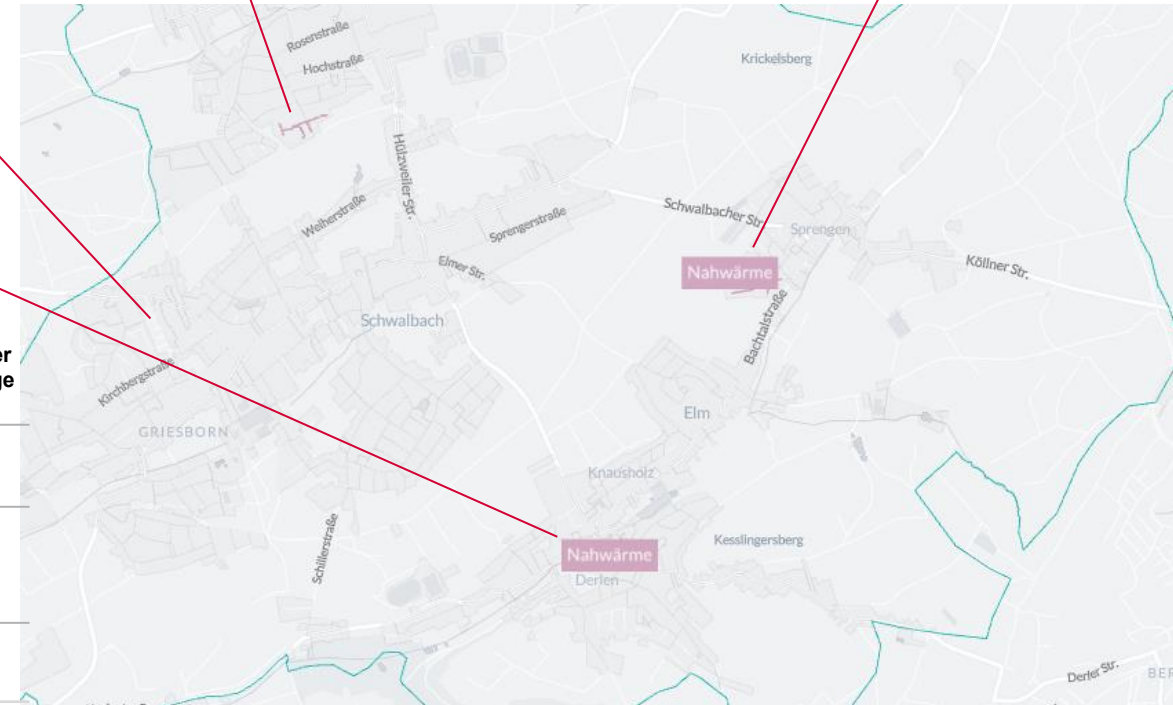 Rosenstraße
Krickelsberg
Hochstraße
Hülzweiler Str.
Weiherstraße
Sprengerstraße
Schwalbacher Str.
Sprengen
Elmer Str.
Nahwärme
Köllner Str.
Schwalbach
Bachtalstraße
er
ge
Kirchbergstraße
Elm
GRIESBORN
Knausholz
Schillerstraße
Kesslingersberg
Nahwärme
Derlen
Derler Str.
BER